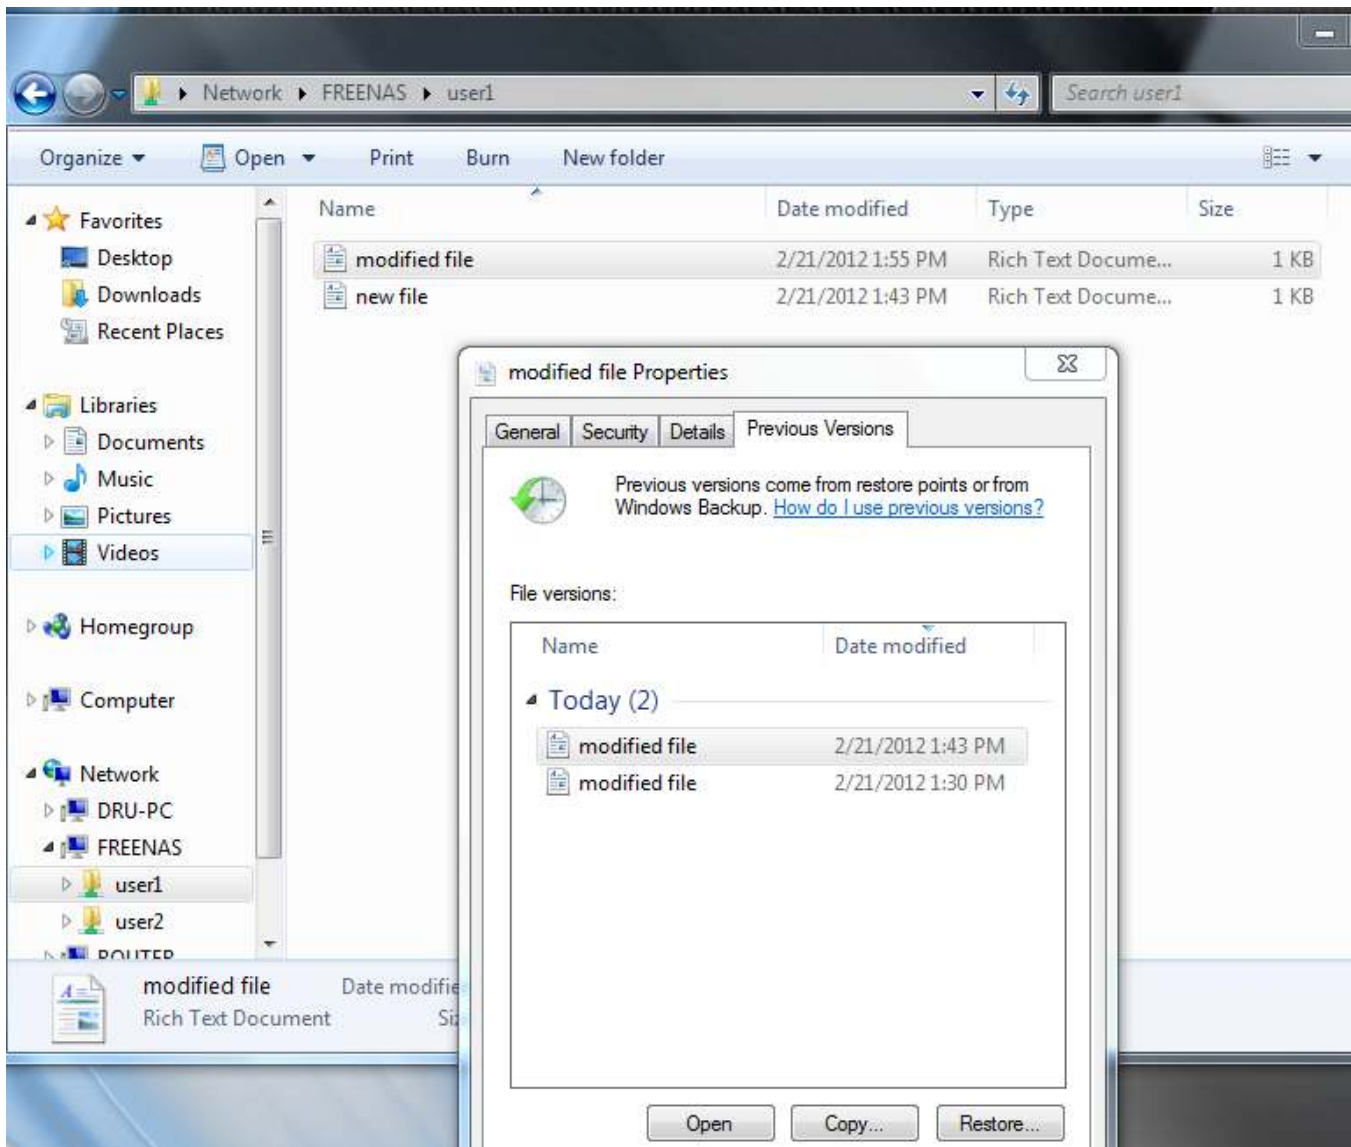 Network ▸ FREENAS ▸ user1 Search user1
Organize Open Print Burn New folder
Name Date modified Type Size
modified file 2/21/2012 1:55 PM Rich Text Docume... 1 KB
new file 2/21/2012 1:43 PM Rich Text Docume... 1 KB
Favorites
Desktop
Downloads
Recent Places
Libraries
Documents
Music
Pictures
Videos
Homegroup
Computer
Network
DRU-PC
FREENAS
user1
user2
ROUTER
modified file Properties
General Security Details Previous Versions
Previous versions come from restore points or from
Windows Backup. How do I use previous versions?
File versions:
Name Date modified
Today (2)
modified file 2/21/2012 1:43 PM
modified file 2/21/2012 1:30 PM
Open Copy... Restore...
modified file Date modifie
Rich Text Document Siz